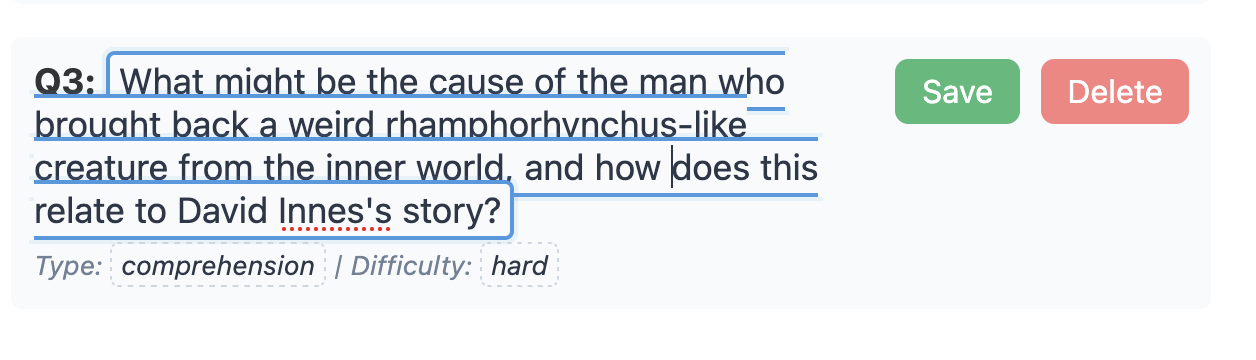 Q3: What might be the cause of the man who
brought back a weird rhamphorhynchus-like
creature from the inner world, and how does this
relate to David Innes's story?
Save
Delete
Type: comprehension | Difficulty: hard